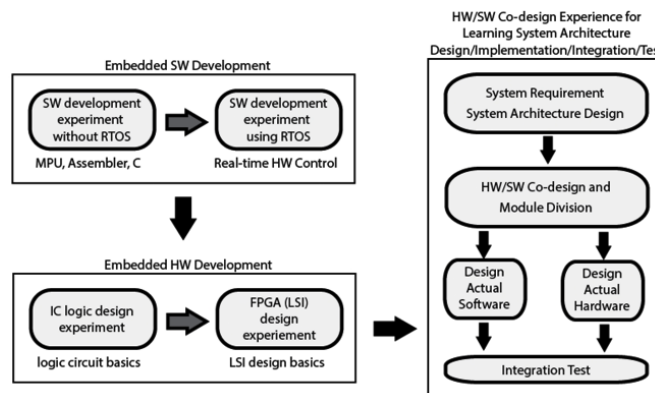 Embedded SW Development
SW development
experiment
without RTOS
SW development
experiment
using RTOS
MPU, Assembler, C
Real-time HW Control
Embedded HW Development
IC logic design
experiment
FPGA (LSI)
design
experiement
logic circuit basics
LSI design basics
HW/SW Co-design Experience for
Learning System Architecture
Design/Implementation/Integration/Tes
System Requirement
System Architecture Design
HW/SW Co-design and
Module Division
Design
Actual
Software
Design
Actual
Hardware
Integration Test